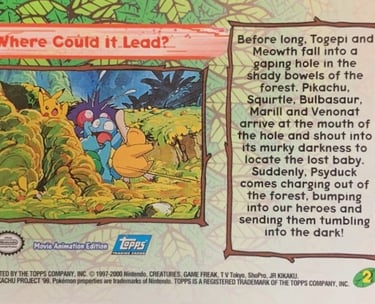 Where Could it Lead?
Before long, Togepi and
Meowth fall into a
gaping hole in the
shady bowels of the
forest. Pikachu,
Squirtle, Bulbasaur,
Marill and Venonat
arrive at the mouth of
the hole and shout into
its murky darkness to
locate the lost baby.
Suddenly, Psyduck
comes charging out of
the forest, bumping
into our heroes and
sending them tumbling
into the dark!
Movie Animation Edition
TOPPS
TED BY THE TOPPS COMPANY, INC. © 1997-2000 Nintendo, CREATURES, GAME FREAK, TV Tokyo, ShoPro, JR KIKAKU,
KACHU PROJECT '99. Pokémon properties are trademarks of Nintendo. TOPPS IS REGISTERED TRADEMARK OF THE TOPPS COMPANY, INC.
2